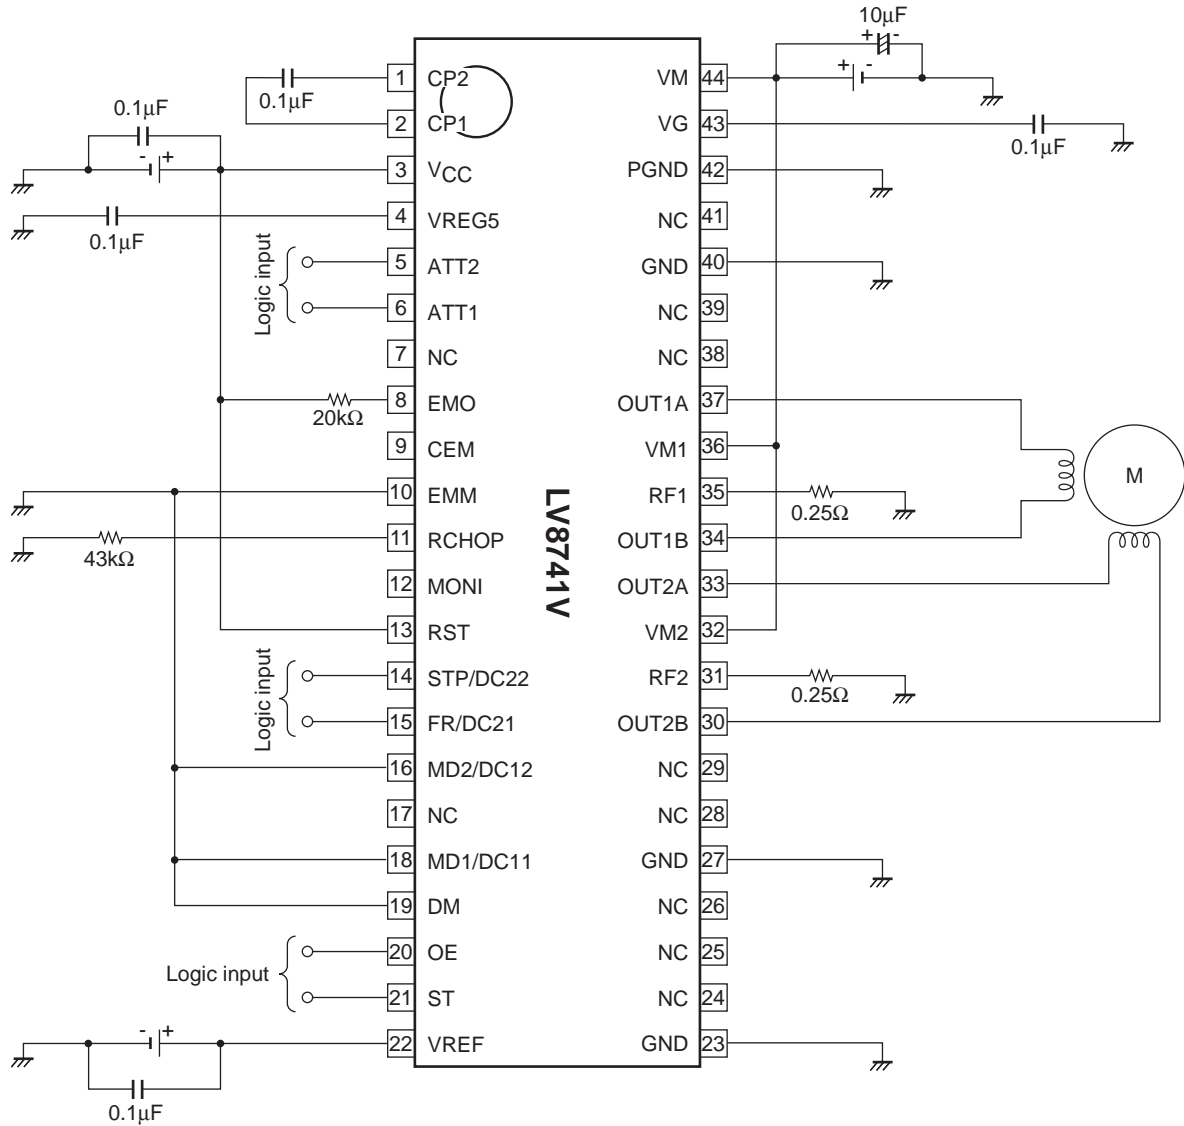 10μF
+ -
+ -
0.1μF
1 CP2
2 CP1
0.1μF
- +
3 VCC
4 VREG5
0.1μF
Logic input
5 ATT2
6 ATT1
7 NC
8 EMO
20kΩ
9 CEM
10 EMM
11 RCHOP
43kΩ
12 MONI
13 RST
Logic input
14 STP/DC22
15 FR/DC21
16 MD2/DC12
17 NC
18 MD1/DC11
19 DM
Logic input
20 OE
21 ST
- +
22 VREF
0.1μF
LV8741V
VM 44
VG 43
0.1μF
PGND 42
NC 41
GND 40
NC 39
NC 38
OUT1A 37
VM1 36
RF1 35
0.25Ω
OUT1B 34
OUT2A 33
VM2 32
RF2 31
0.25Ω
OUT2B 30
NC 29
NC 28
GND 27
NC 26
NC 25
NC 24
GND 23
M